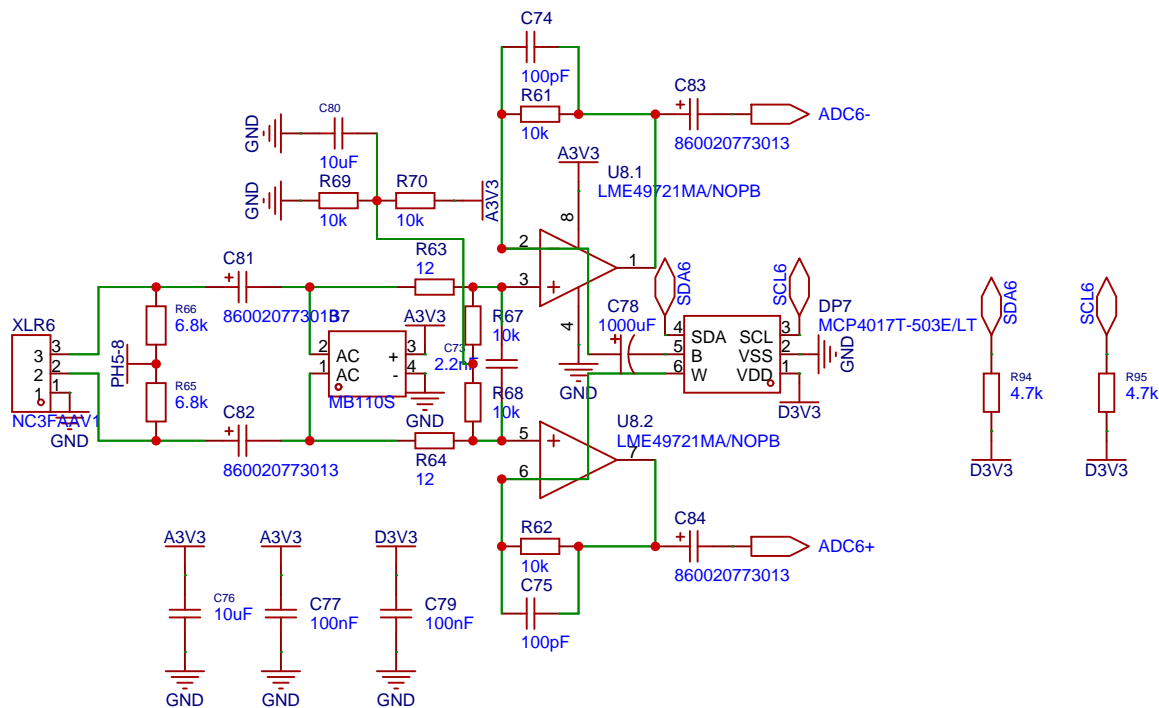 C74
100pF
R61
10k
C83
860020773013
ADC6-
C80
10uF
GND
R69
10k
R70
10k
GND
A3V3
A3V3
U8.1
LME49721MA/NOPB
8
2
3
1
4
GND
C81
860020773013
R63
12
R66
6.8k
R65
6.8k
PH5-8
XLR6
3
2
1
NC3FAAV1
GND
B7
A3V3
2
1
AC
AC
+
-
3
4
MB110S
GND
R67
10k
C73
2.2nF
R68
10k
C82
860020773013
R64
12
C78
1000uF
SDA6
SCL6
DP7
MCP4017T-503E/LT
4
5
6
SDA
B
W
SCL
VSS
VDD
3
2
1
GND
D3V3
U8.2
LME49721MA/NOPB
5
6
7
R62
10k
C75
100pF
C84
860020773013
ADC6+
SDA6
R94
4.7k
D3V3
SCL6
R95
4.7k
D3V3
A3V3
C76
10uF
GND
A3V3
C77
100nF
GND
D3V3
C79
100nF
GND